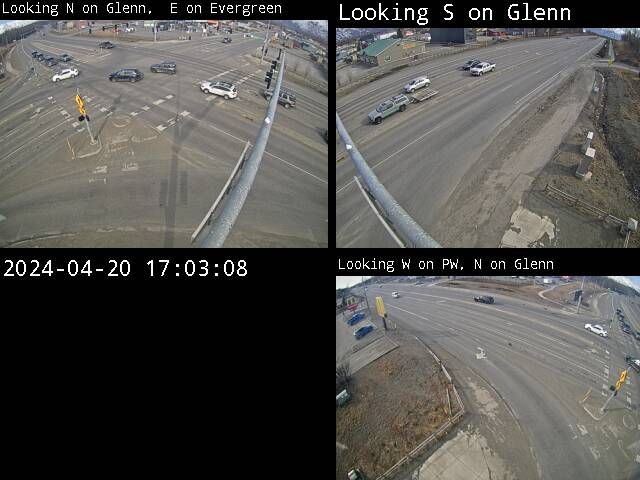 Looking N on Glenn, E on Evergreen
Looking S on Glenn
2024-04-20 17:03:08
Looking W on PW, N on Glenn